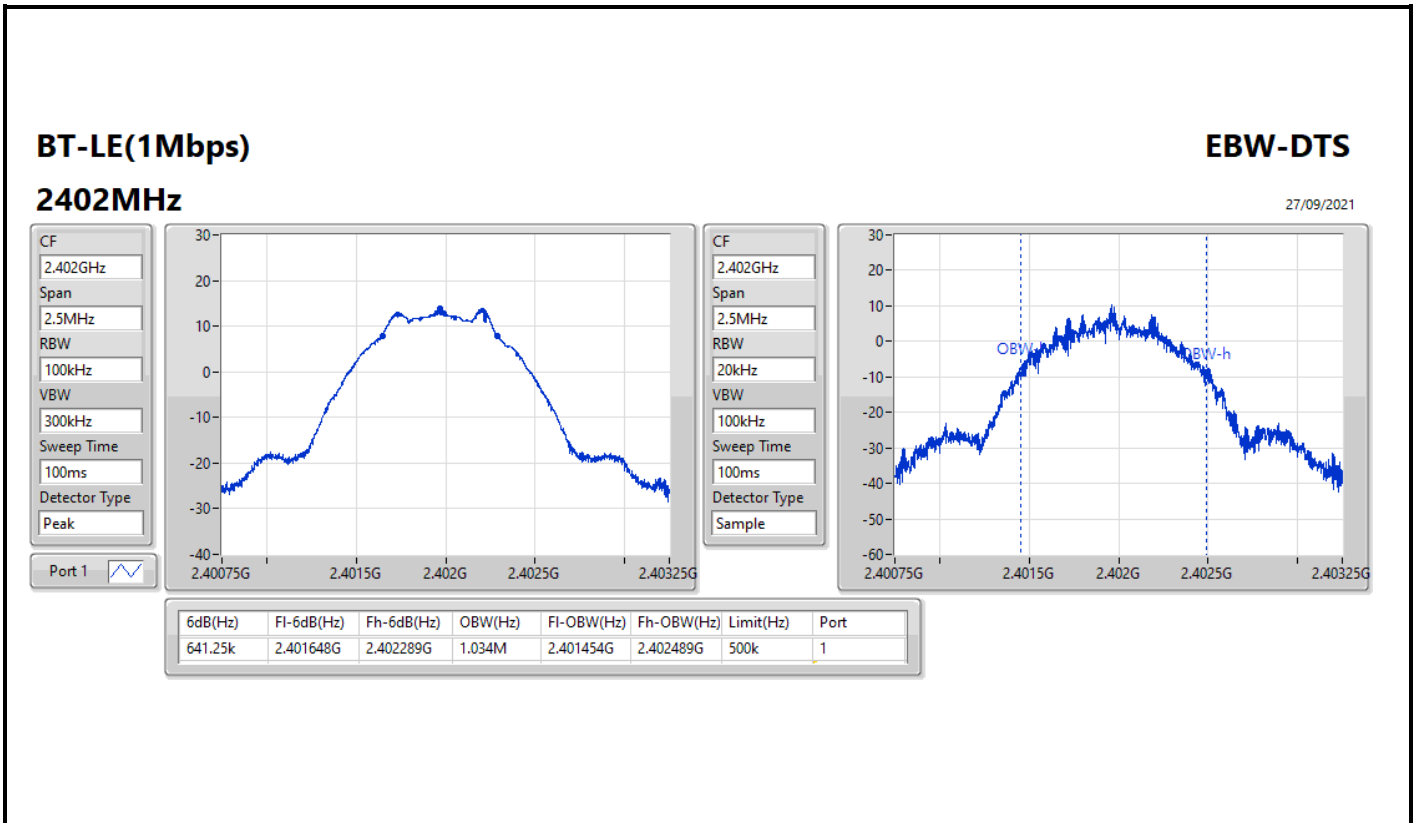 BT-LE(1Mbps)
EBW-DTS
2402MHz
27/09/2021
CF
2.402GHz
Span
2.5MHz
RBW
100kHz
VBW
300kHz
Sweep Time
100ms
Detector Type
Peak
Port 1
30
20
10
0
-10
-20
-30
-40
2.40075G 2.4015G 2.402G 2.4025G 2.40325G
CF
2.402GHz
Span
2.5MHz
RBW
20kHz
VBW
100kHz
Sweep Time
100ms
Detector Type
Sample
30
20
10
0
-10
-20
-30
-40
-50
-60
OBW-l OBW-h
2.40075G 2.4015G 2.402G 2.4025G 2.40325G
6dB(Hz) Fl-6dB(Hz) Fh-6dB(Hz) OBW(Hz) Fl-OBW(Hz) Fh-OBW(Hz) Limit(Hz) Port
641.25k 2.401648G 2.402289G 1.034M 2.401454G 2.402489G 500k 1